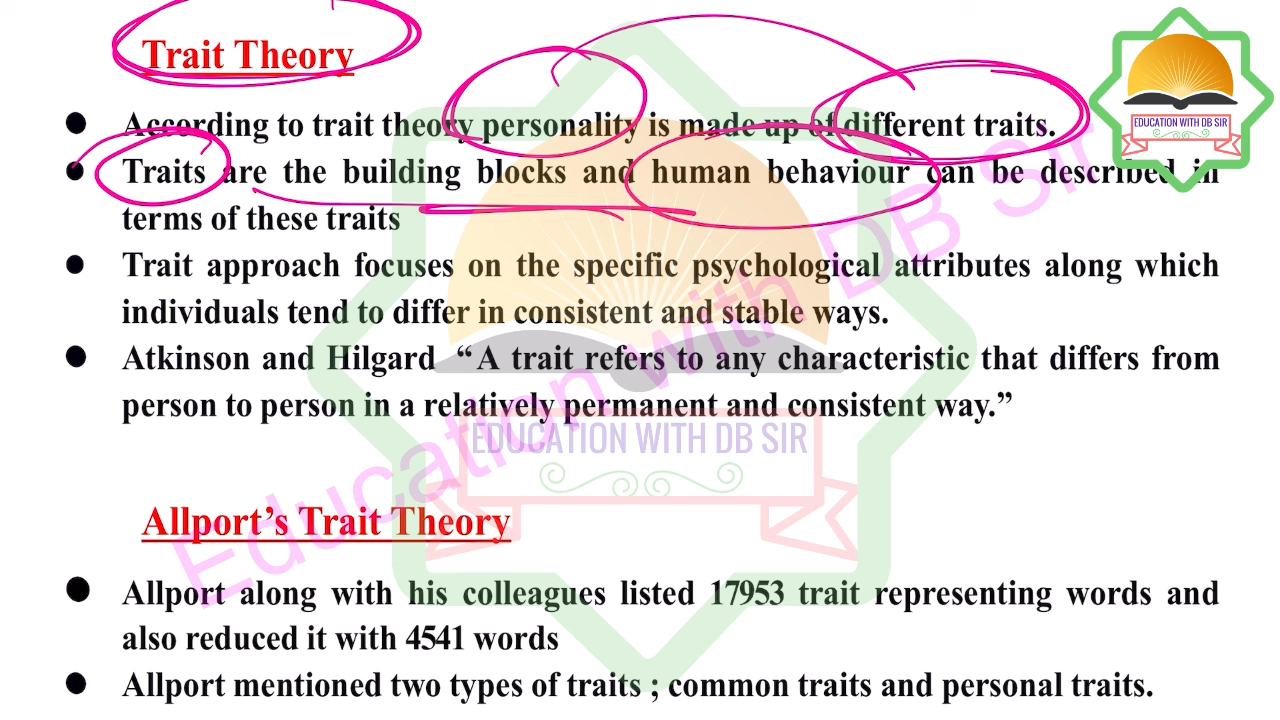 Trait Theory
EDUCATION WITH DB SIR
● According to trait theory personality is made up of different traits.
● Traits are the building blocks and human behaviour can be described in
terms of these traits
● Trait approach focuses on the specific psychological attributes along which
individuals tend to differ in consistent and stable ways.
● Atkinson and Hilgard “A trait refers to any characteristic that differs from
person to person in a relatively permanent and consistent way.”
EDUCATION WITH DB SIR
Education with DB Sir
Allport’s Trait Theory
● Allport along with his colleagues listed 17953 trait representing words and
also reduced it with 4541 words
● Allport mentioned two types of traits ; common traits and personal traits.